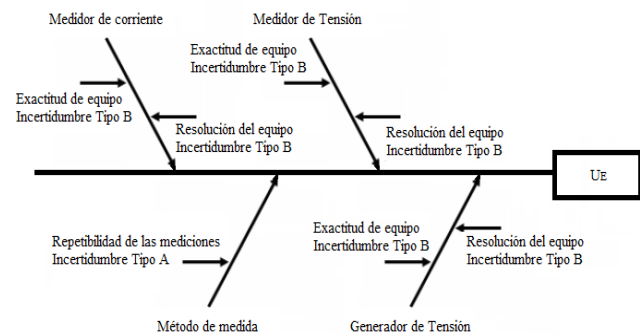 Medidor de corriente
Medidor de Tensión
Exactitud de equipo
Incertidumbre Tipo B
Exactitud de equipo
Incertidumbre Tipo B
Resolución del equipo
Incertidumbre Tipo B
Resolución del equipo
Incertidumbre Tipo B
UE
Repetibilidad de las mediciones
Incertidumbre Tipo A
Exactitud de equipo
Incertidumbre Tipo B
Resolución del equipo
Incertidumbre Tipo B
Método de medida
Generador de Tensión